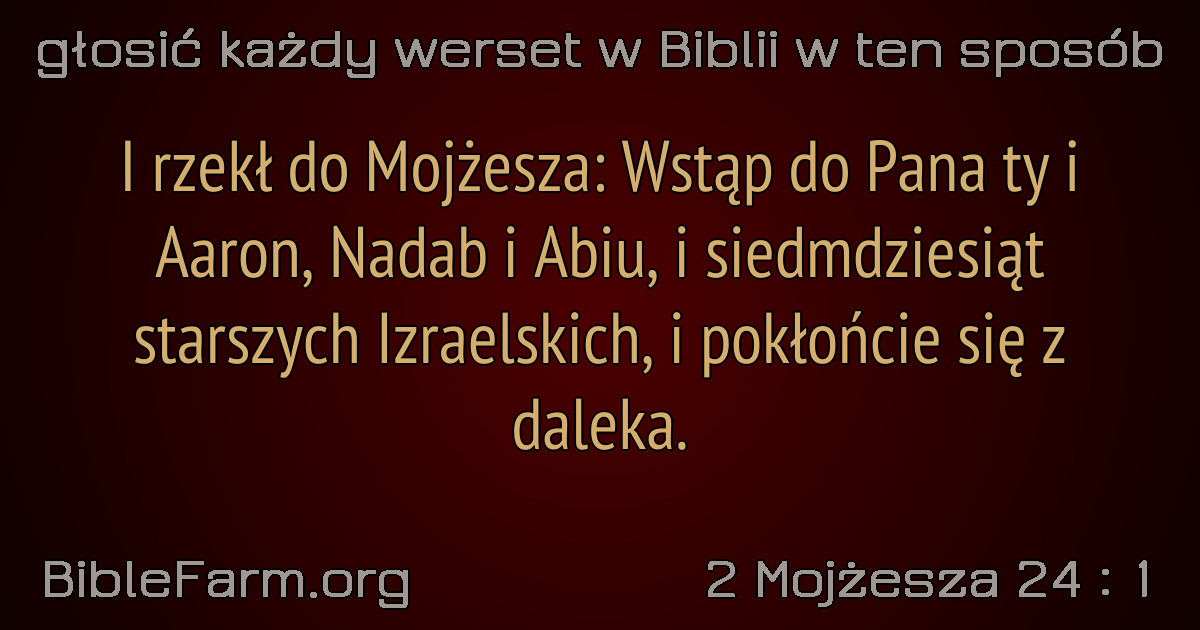 głosić każdy werset w Biblii w ten sposób
I rzekł do Mojżesza: Wstąp do Pana ty i
Aaron, Nadab i Abiu, i siedmdziesiąt
starszych Izraelskich, i pokłońcie się z
daleka.
BibleFarm.org
2 Mojżesza 24 : 1